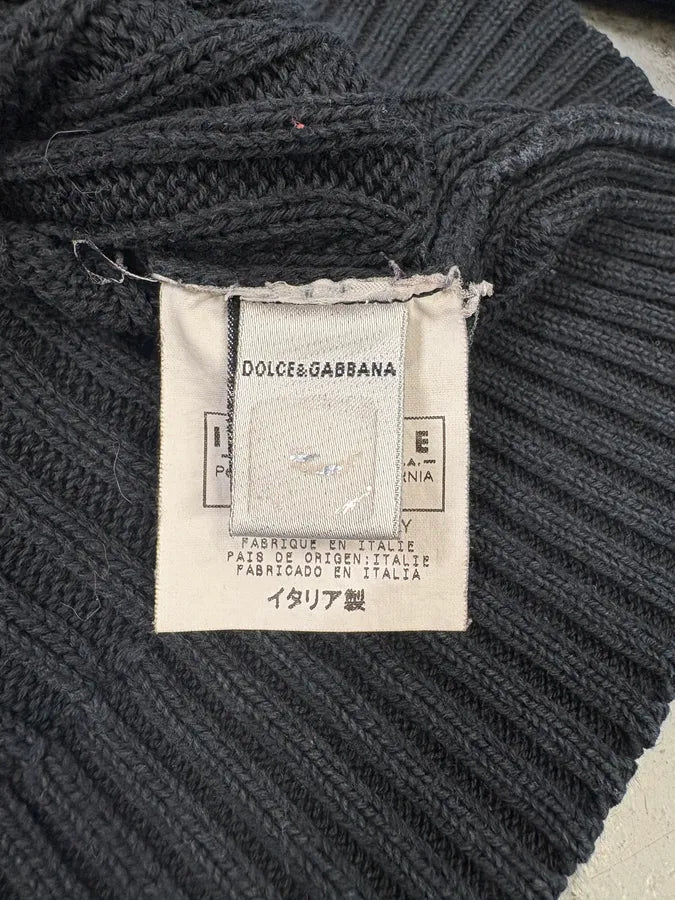 DOLCE&GABBANA
FABRIQUE EN ITALIE
PAIS DE ORIGEN:ITALIE
FABRICADO EN ITALIA
イタリア製